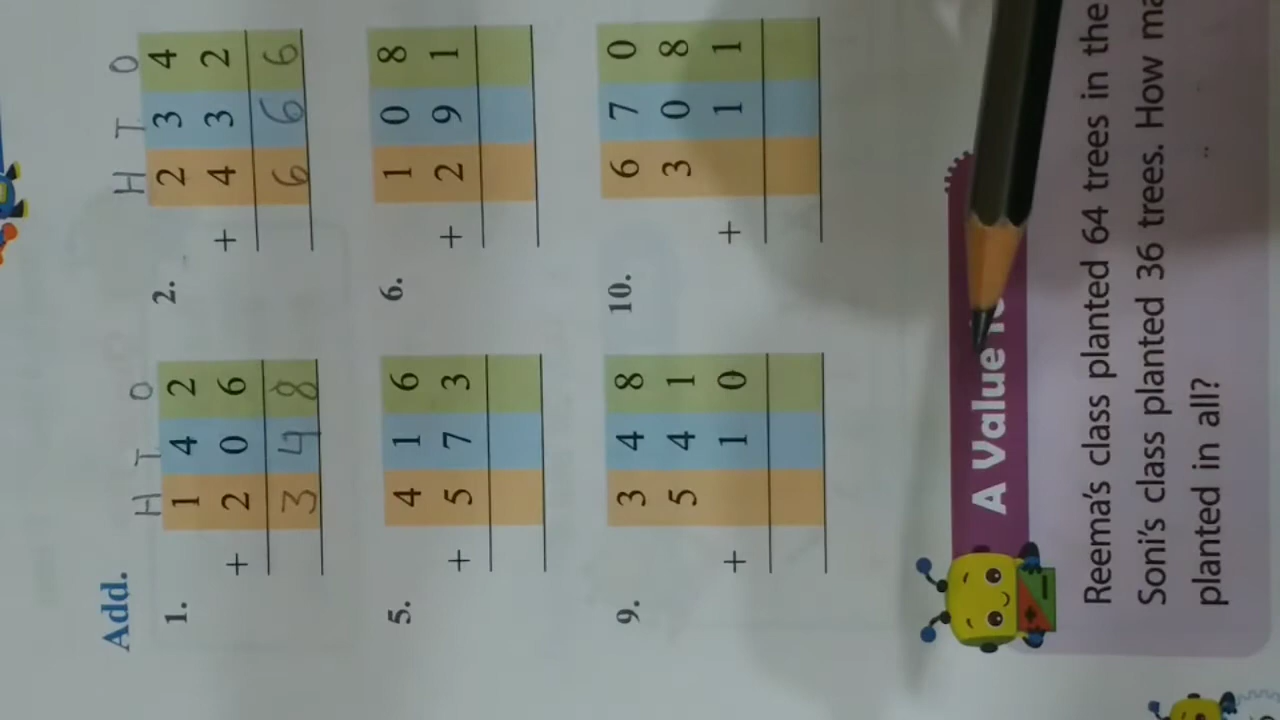 Add.
H T O
H T O
1. 1 4 2
+ 2 0 6
3 4 8
2. 2 3 4
+ 4 3 2
6 6 6
5. 4 1 6
+ 5 7 3
6. 1 0 8
+ 2 9 1
9. 3 4 8
5 4 1
+ 1 0
10. 6 7 0
3 0 8
+ 1 1
A Value
Reema's class planted 64 trees in the
Soni's class planted 36 trees. How ma
planted in all?